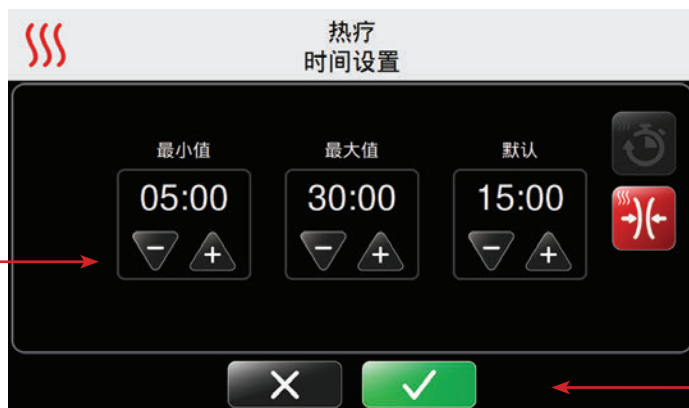 热疗
时间设置
最小值 最大值 默认
05:00 30:00 15:00
− + − + − +